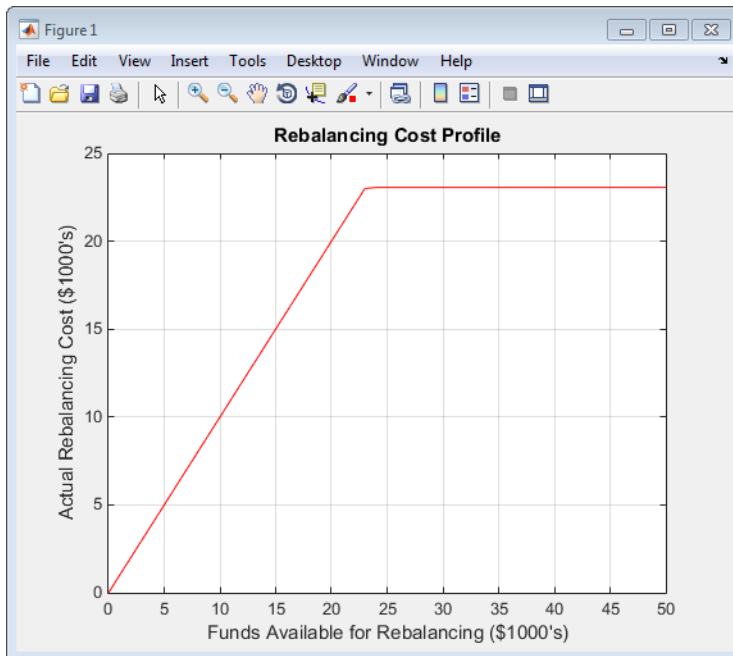 Figure 1
File Edit View Insert Tools Desktop Window Help
Rebalancing Cost Profile
25
20
15
10
5
0
Actual Rebalancing Cost ($1000's)
0 5 10 15 20 25 30 35 40 45 50
Funds Available for Rebalancing ($1000's)